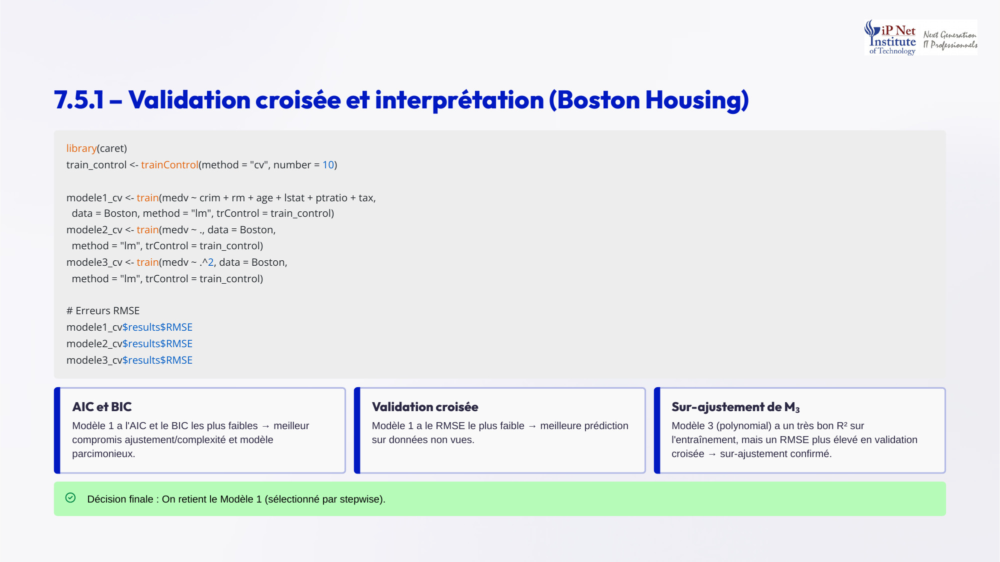 iP Net
Institute
of Technology
Next Generation
IT Professionnels
7.5.1 – Validation croisée et interprétation (Boston Housing)
library(caret)
train_control <- trainControl(method = "cv", number = 10)
modele1_cv <- train(medv ~ crim + rm + age + lstat + ptratio + tax,
data = Boston, method = "lm", trControl = train_control)
modele2_cv <- train(medv ~ ., data = Boston,
method = "lm", trControl = train_control)
modele3_cv <- train(medv ~ .^2, data = Boston,
method = "lm", trControl = train_control)
# Erreurs RMSE
modele1_cv$results$RMSE
modele2_cv$results$RMSE
modele3_cv$results$RMSE
AIC et BIC
Modèle 1 a l'AIC et le BIC les plus faibles → meilleur
compromis ajustement/complexité et modèle
parcimonieux.
Validation croisée
Modèle 1 a le RMSE le plus faible → meilleure prédiction
sur données non vues.
Sur-ajustement de M₃
Modèle 3 (polynomial) a un très bon R² sur
l'entraînement, mais un RMSE plus élevé en validation
croisée → sur-ajustement confirmé.
Décision finale : On retient le Modèle 1 (sélectionné par stepwise).